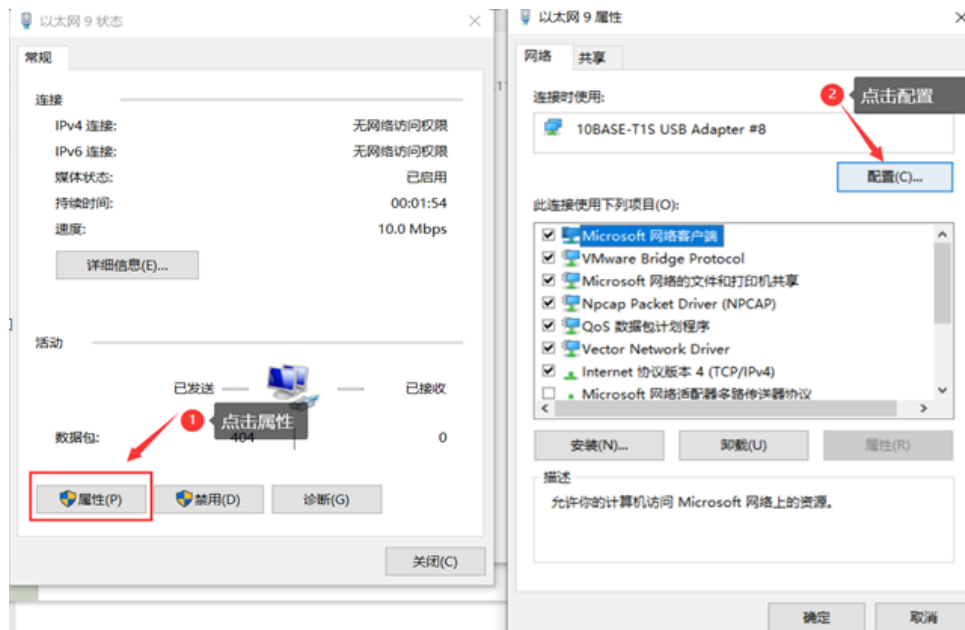 以太网 9 状态
常规
连接
IPv4 连接: 无网络访问权限
IPv6 连接: 无网络访问权限
媒体状态: 已启用
持续时间: 00:01:54
速度: 10.0 Mbps
详细信息(E)...
活动
已发送 已接收
1 点击属性
数据包: 404 0
属性(P) 禁用(D) 诊断(G)
关闭(C)
以太网 9 属性
网络 共享
连接时使用:
2 点击配置
10BASE-T1S USB Adapter #8
配置(C)...
此连接使用下列项目(O):
Microsoft 网络客户端
VMware Bridge Protocol
Microsoft 网络的文件和打印机共享
Npcap Packet Driver (NPCAP)
QoS 数据包计划程序
Vector Network Driver
Internet 协议版本 4 (TCP/IPv4)
Microsoft 网络适配器多路传送器协议
安装(N)... 卸载(U) 属性(R)
描述
允许你的计算机访问 Microsoft 网络上的资源。
确定 取消